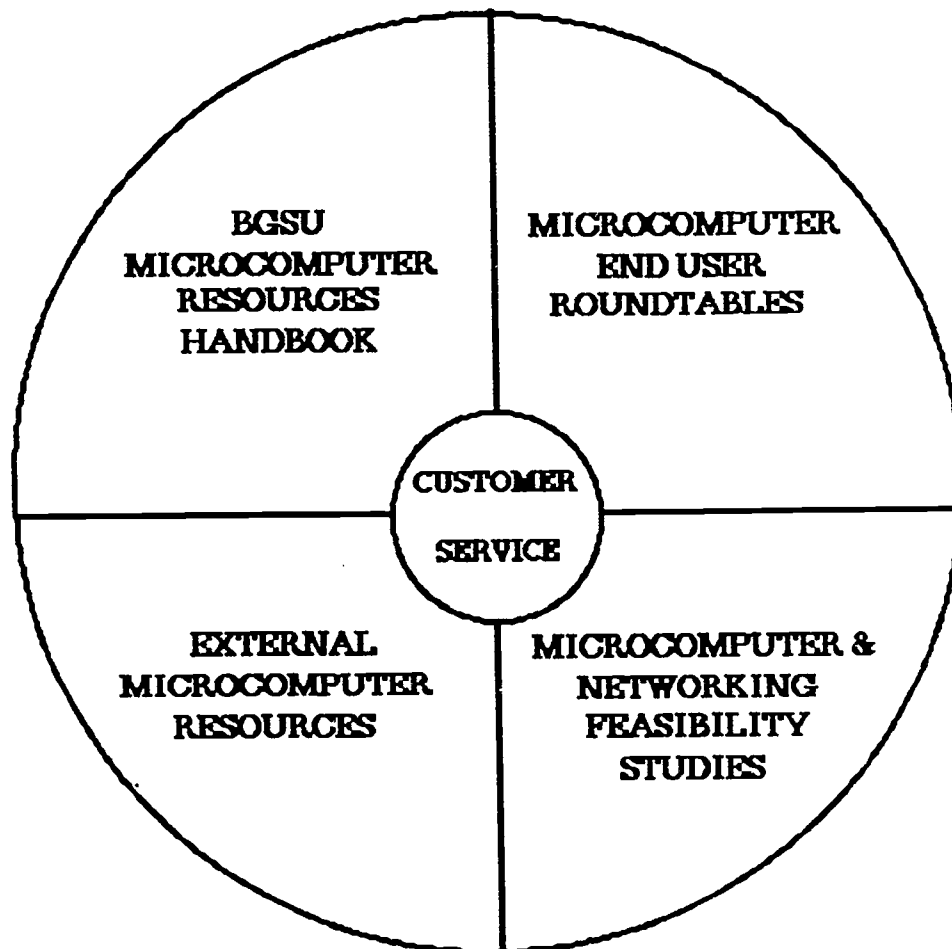 BGSU
MICROCOMPUTER
RESOURCES
HANDBOOK
MICROCOMPUTER
END USER
ROUNDTABLES
CUSTOMER
SERVICE
EXTERNAL
MICROCOMPUTER
RESOURCES
MICROCOMPUTER &
NETWORKING
FEASIBILITY
STUDIES